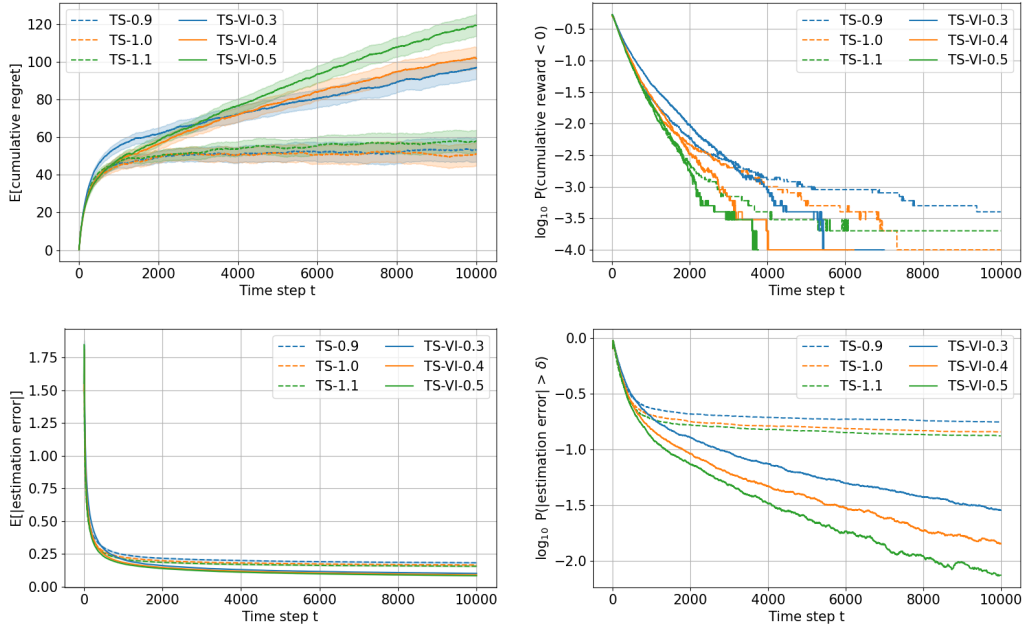 E[cumulative regret]
120
100
80
60
40
20
0
TS-0.9 TS-VI-0.3
TS-1.0 TS-VI-0.4
TS-1.1 TS-VI-0.5
0 2000 4000 6000 8000 10000
Time step t
log₁₀ P(cumulative reward < 0)
−0.5
−1.0
−1.5
−2.0
−2.5
−3.0
−3.5
−4.0
TS-0.9 TS-VI-0.3
TS-1.0 TS-VI-0.4
TS-1.1 TS-VI-0.5
0 2000 4000 6000 8000 10000
Time step t
E[|estimation error|]
1.75
1.50
1.25
1.00
0.75
0.50
0.25
0.00
TS-0.9 TS-VI-0.3
TS-1.0 TS-VI-0.4
TS-1.1 TS-VI-0.5
0 2000 4000 6000 8000 10000
Time step t
log₁₀ P(|estimation error| > δ)
0.0
−0.5
−1.0
−1.5
−2.0
TS-0.9 TS-VI-0.3
TS-1.0 TS-VI-0.4
TS-1.1 TS-VI-0.5
0 2000 4000 6000 8000 10000
Time step t